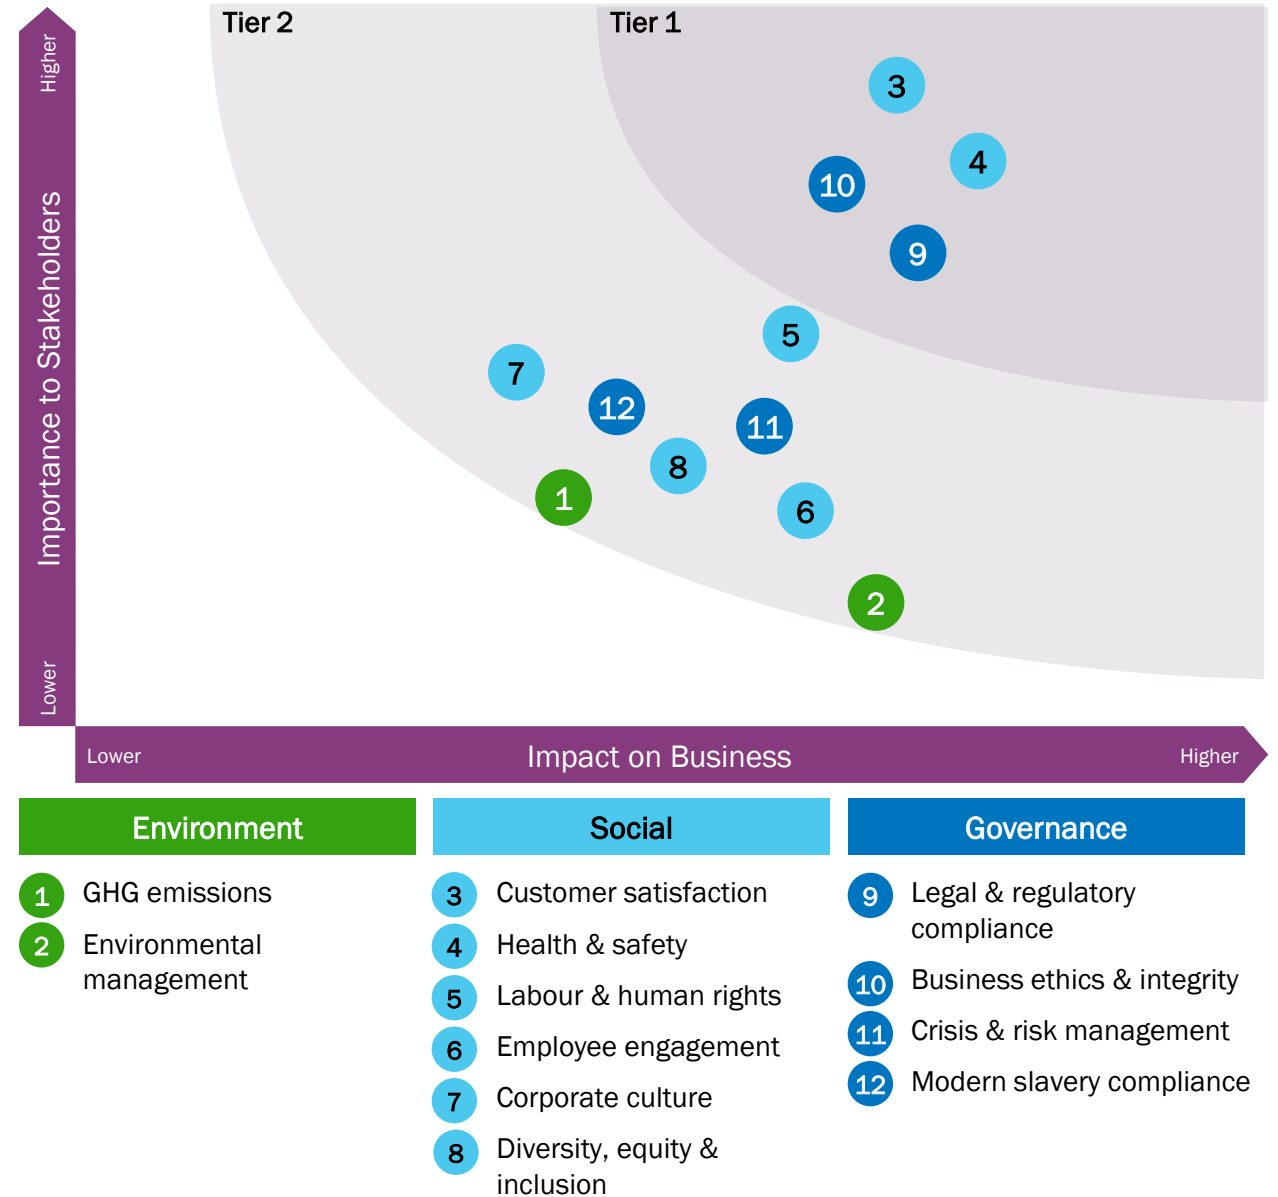 Tier 2
Tier 1
Higher
Importance to Stakeholders
Lower
3
4
10
9
5
7
12
11
8
1
6
2
Lower
Impact on Business
Higher
Environment
1 GHG emissions
2 Environmental
management
Social
3 Customer satisfaction
4 Health & safety
5 Labour & human rights
6 Employee engagement
7 Corporate culture
8 Diversity, equity &
inclusion
Governance
9 Legal & regulatory
compliance
10 Business ethics & integrity
11 Crisis & risk management
12 Modern slavery compliance